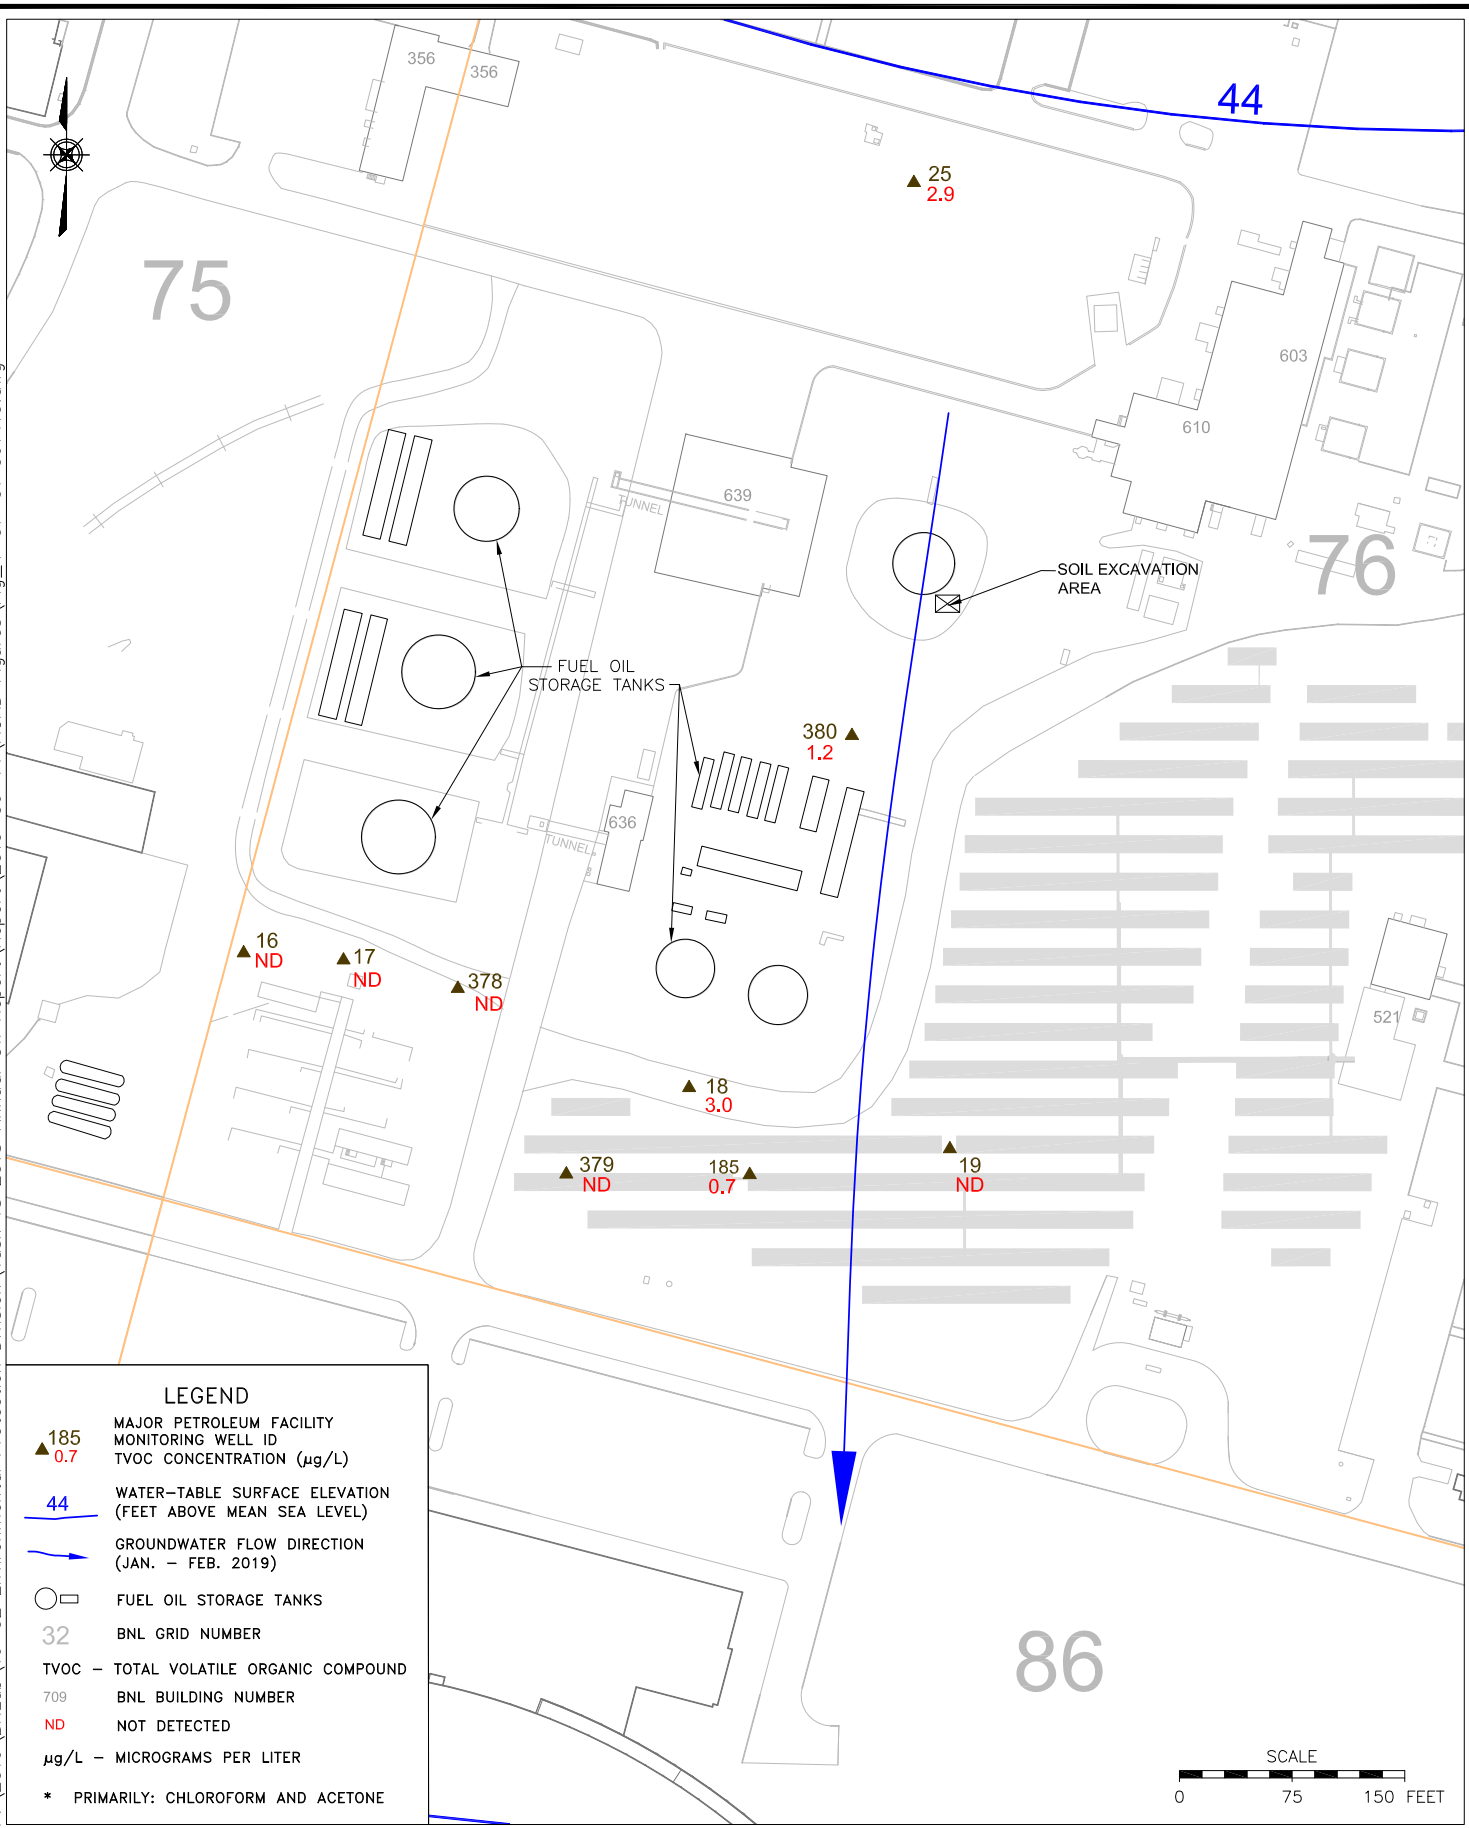 356
356
44
25
2.9
75
603
610
639
TUNNEL
76
SOIL EXCAVATION
AREA
FUEL OIL
STORAGE TANKS
380
1.2
636
TUNNEL
16
ND
17
ND
378
ND
521
18
3.0
379
ND
185
0.7
19
ND
LEGEND
185
0.7
MAJOR PETROLEUM FACILITY
MONITORING WELL ID
TVOC CONCENTRATION (µg/L)
44
WATER-TABLE SURFACE ELEVATION
(FEET ABOVE MEAN SEA LEVEL)
GROUNDWATER FLOW DIRECTION
(JAN. – FEB. 2019)
FUEL OIL STORAGE TANKS
32 BNL GRID NUMBER
TVOC – TOTAL VOLATILE ORGANIC COMPOUND
709 BNL BUILDING NUMBER
ND NOT DETECTED
µg/L – MICROGRAMS PER LITER
* PRIMARILY: CHLOROFORM AND ACETONE
86
SCALE
0 75 150 FEET